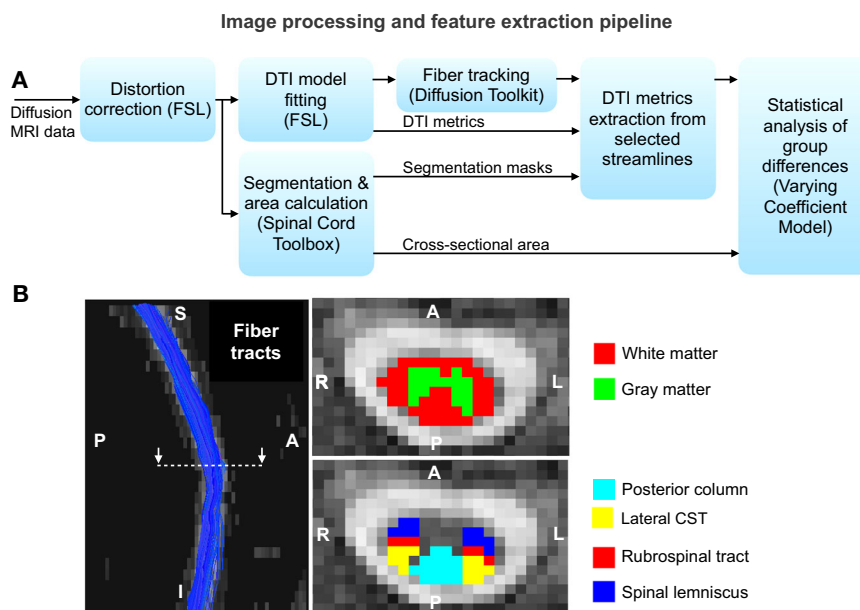 Image processing and feature extraction pipeline
A
Diffusion
MRI data
Distortion
correction (FSL)
DTI model
fitting
(FSL)
Fiber tracking
(Diffusion Toolkit)
DTI metrics
DTI metrics
extraction from
selected
streamlines
Segmentation &
area calculation
(Spinal Cord
Toolbox)
Segmentation masks
Cross-sectional area
Statistical
analysis of
group
differences
(Varying
Coefficient
Model)
B
S
Fiber
tracts
P
A
I
A
R
L
P
White matter
Gray matter
A
R
L
P
Posterior column
Lateral CST
Rubrospinal tract
Spinal lemniscus